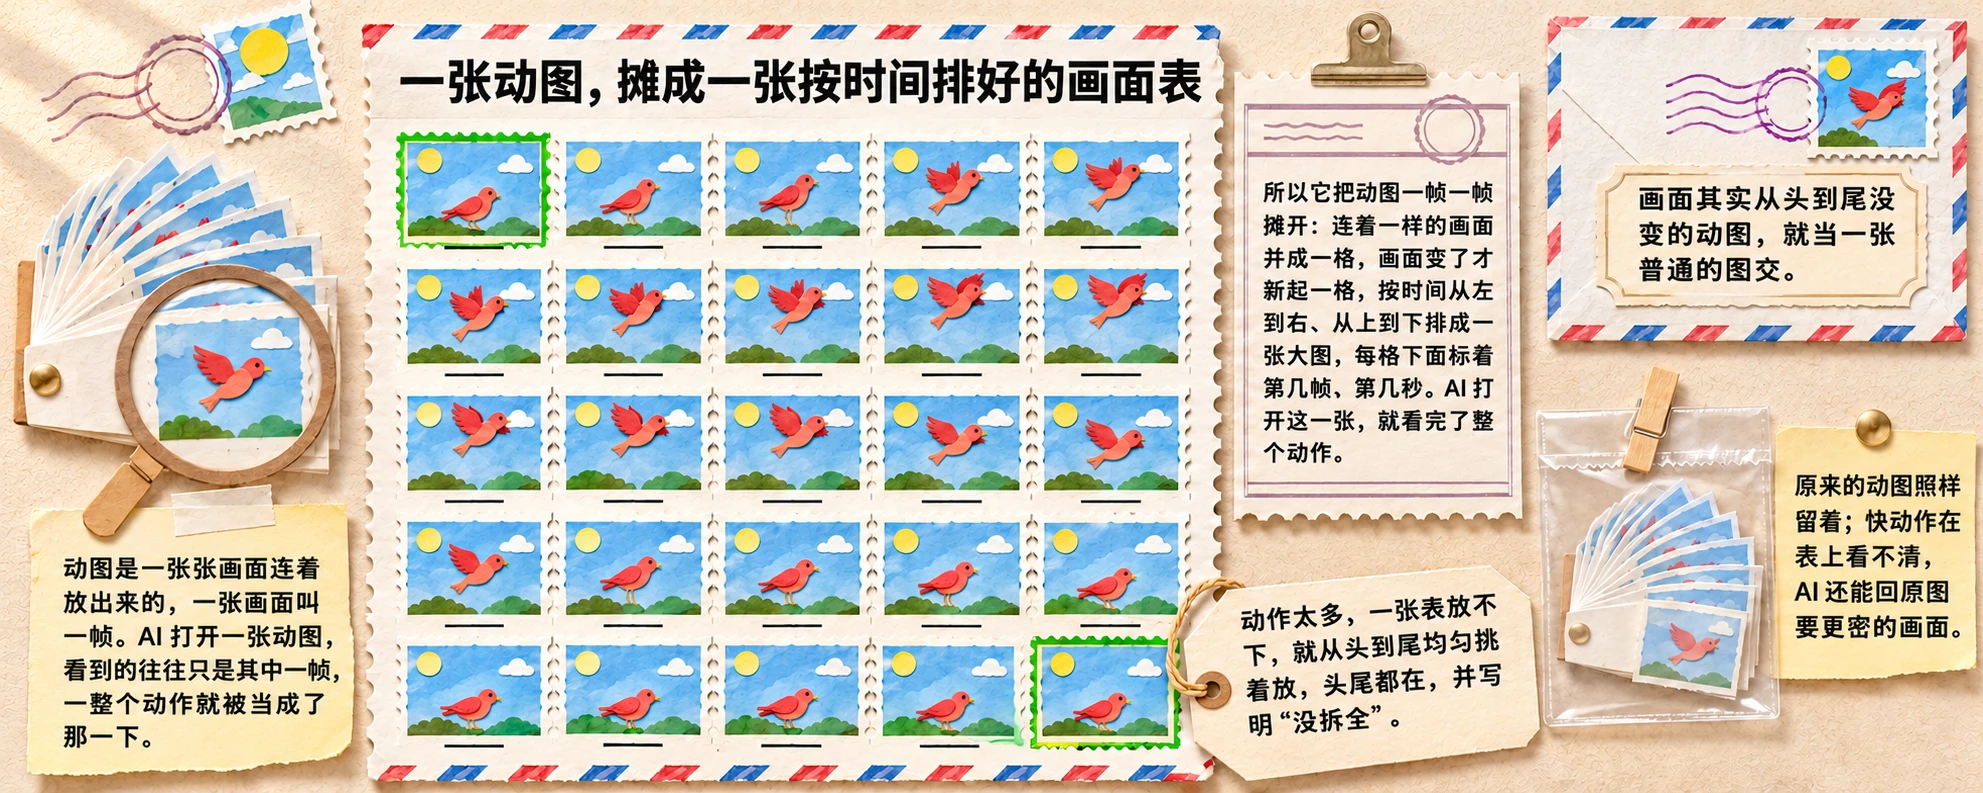 一张动图，摊成一张按时间排好的画面表
动图是一张张画面连着
放出来的，一张画面叫
一帧。AI 打开一张动图，
看到的往往只是其中一帧，
一整个动作就被当成了
那一下。
所以它把动图一帧一帧
摊开：连着一样的画面
并成一格，画面变了才
新起一格，按时间从左
到右、从上到下排成一
张大图，每格下面标着
第几帧、第几秒。AI 打
开这一张，就看完了整
个动作。
动作太多，一张表放不
下，就从头到尾均匀挑
着放，头尾都在，并写
明“没拆全”。
画面其实从头到尾没
变的动图，就当一张
普通的图交。
原来的动图照样
留着；快动作在
表上看不清，
AI 还能回原图
要更密的画面。